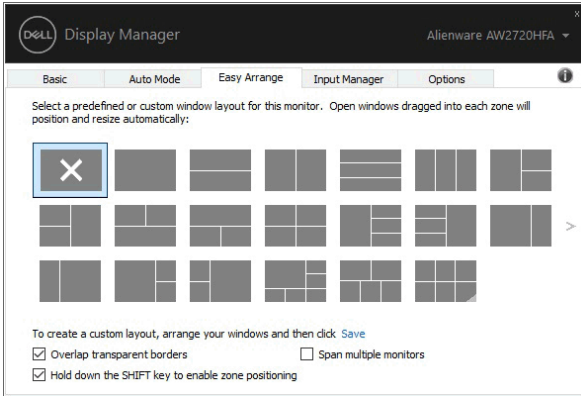 DELL Display Manager Alienware AW2720HFA
Basic Auto Mode Easy Arrange Input Manager Options
Select a predefined or custom window layout for this monitor. Open windows dragged into each zone will
position and resize automatically:
To create a custom layout, arrange your windows and then click Save
Overlap transparent borders Span multiple monitors
Hold down the SHIFT key to enable zone positioning